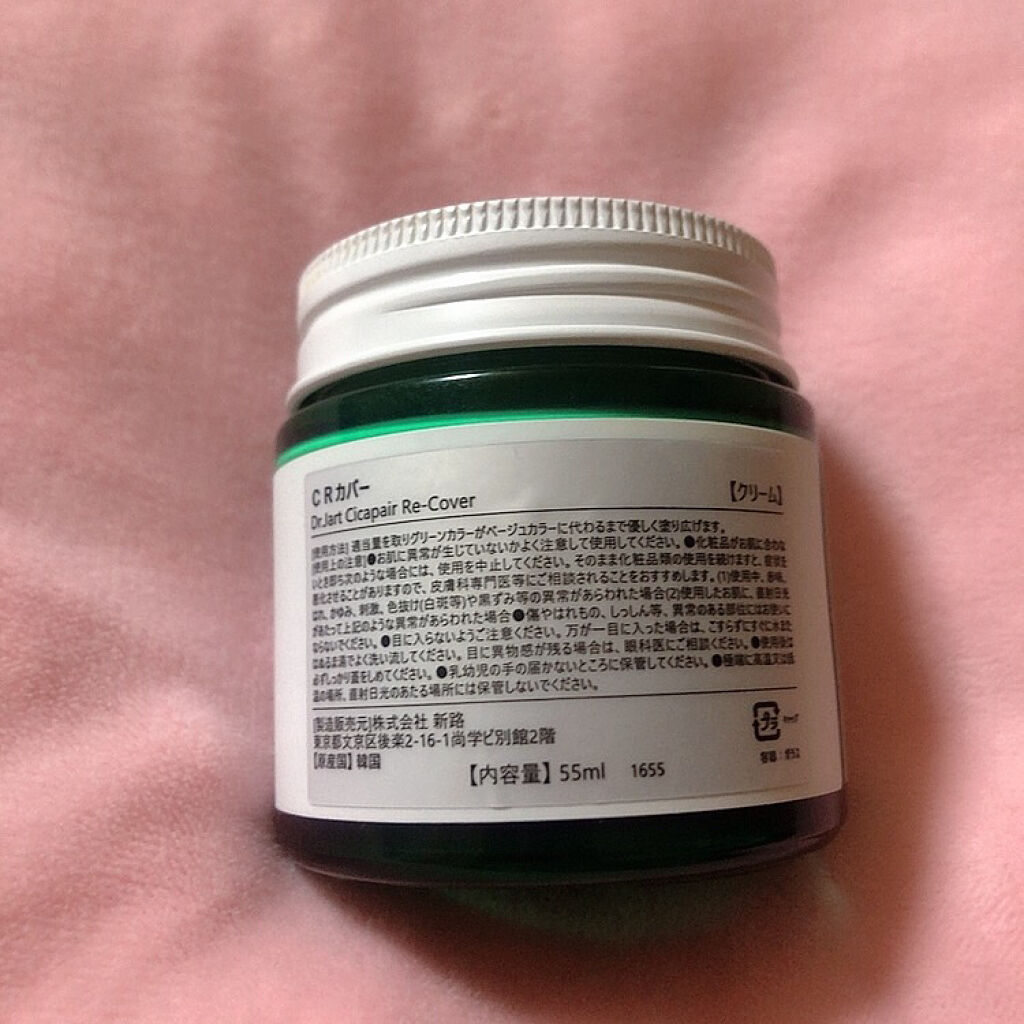 CRカバー
【クリーム】
Dr.Jart Cicapair Re-Cover
[使用方法] 適当量を取りグリーンカラーがベージュカラーに代わるまで優しく塗り広げます。
[使用上の注意]●お肌に異常が生じていないかよく注意して使用してください。●化粧品がお肌に合わな
いとき即ち次のような場合には、使用を中止してください。そのまま化粧品類の使用を続けますと、症状を
悪化させることがありますので、皮膚科専門医等にご相談されることをおすすめします。(1)使用中、赤味、
はれ、かゆみ、刺激、色抜け(白斑等)や黒ずみ等の異常があらわれた場合(2)使用したお肌に、直射日光
があたって上記のような異常があらわれた場合●傷やはれもの、しっしん等、異常のある部位にはお使いに
ならないでください。●目に入らないようご注意ください。万が一目に入った場合は、こすらずにすぐに水また
はぬるま湯でよく洗い流してください。目に異物感が残る場合は、眼科医にご相談ください。●使用後は
必ずしっかり蓋をしめてください。●乳幼児の手の届かないところに保管してください。●極端に高温又は低
温の場所、直射日光のあたる場所には保管しないでください。
[製造販売元]株式会社 新路
東京都文京区後楽2-16-1尚学ビ別館2階
【原産国】韓国
【内容量】55ml 1655
プラ
キャップ
容器：ガラス